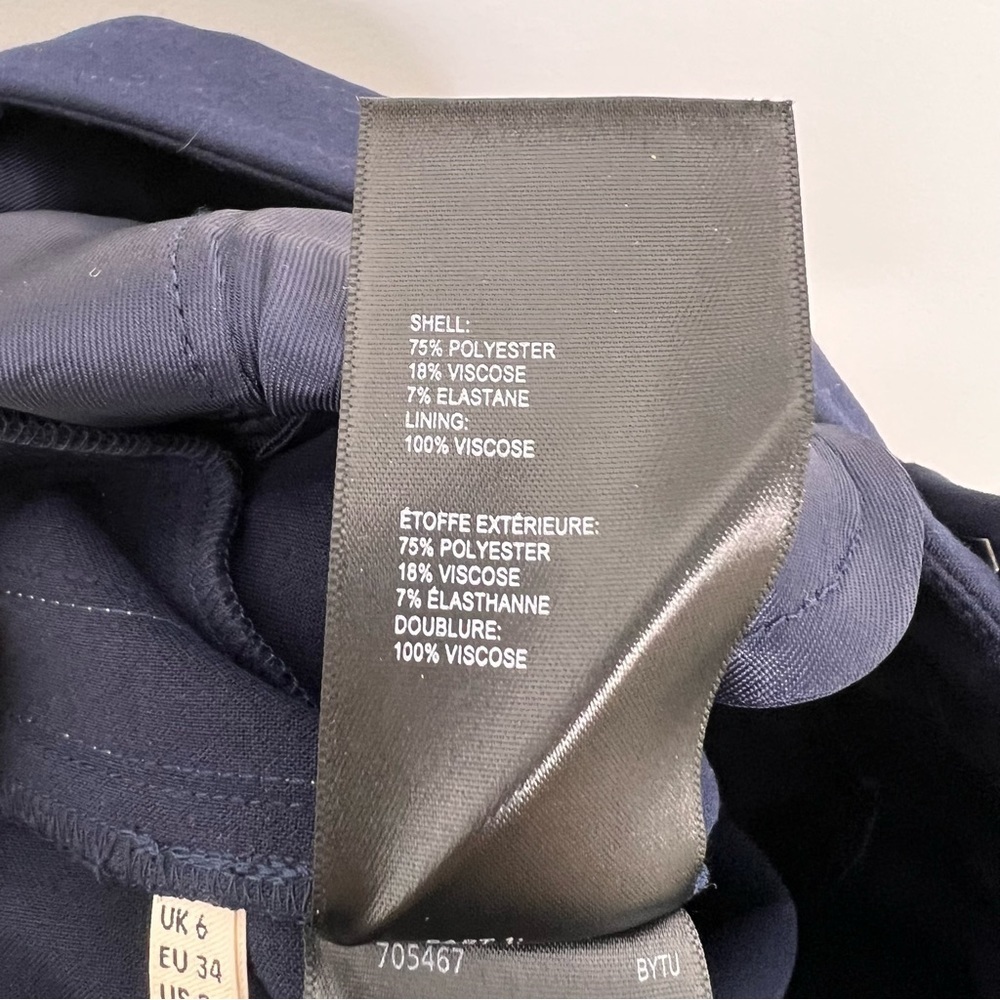 SHELL:
75% POLYESTER
18% VISCOSE
7% ELASTANE
LINING:
100% VISCOSE
ÉTOFFE EXTÉRIEURE:
75% POLYESTER
18% VISCOSE
7% ÉLASTHANNE
DOUBLURE:
100% VISCOSE
705467 BYTU
UK 6
EU 34
US